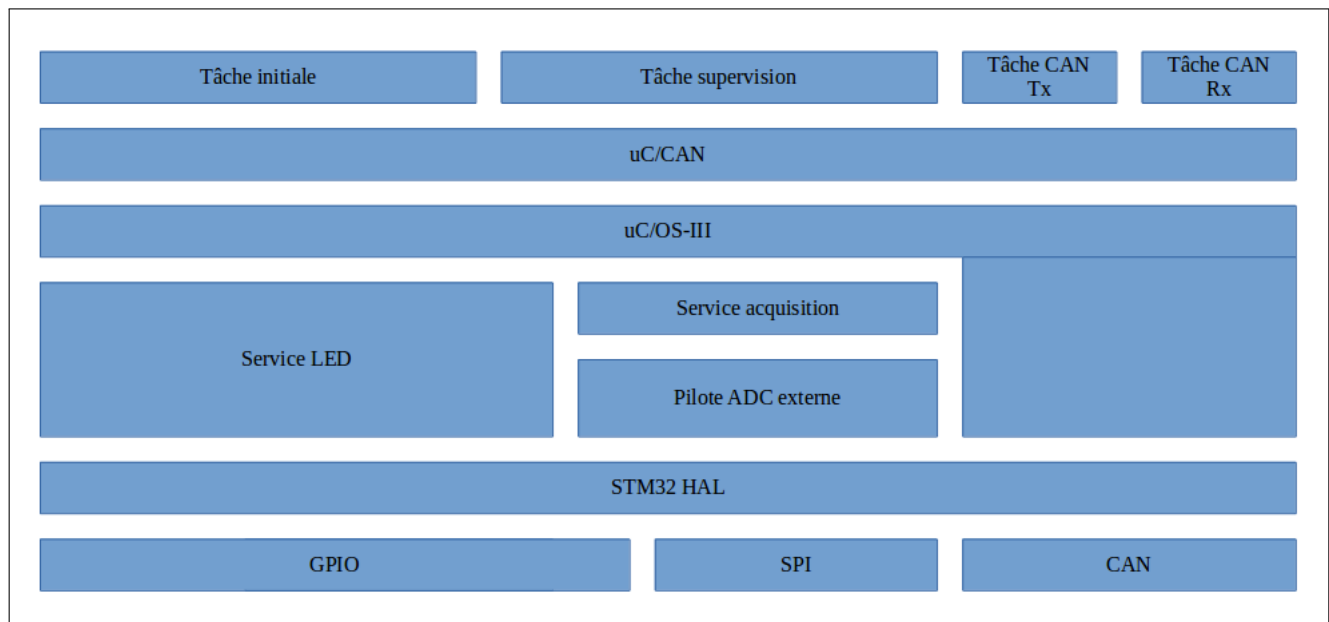 Tâche initiale
Tâche supervision
Tâche CAN
Tx
Tâche CAN
Rx
uC/CAN
uC/OS-III
Service LED
Service acquisition
Pilote ADC externe
STM32 HAL
GPIO
SPI
CAN